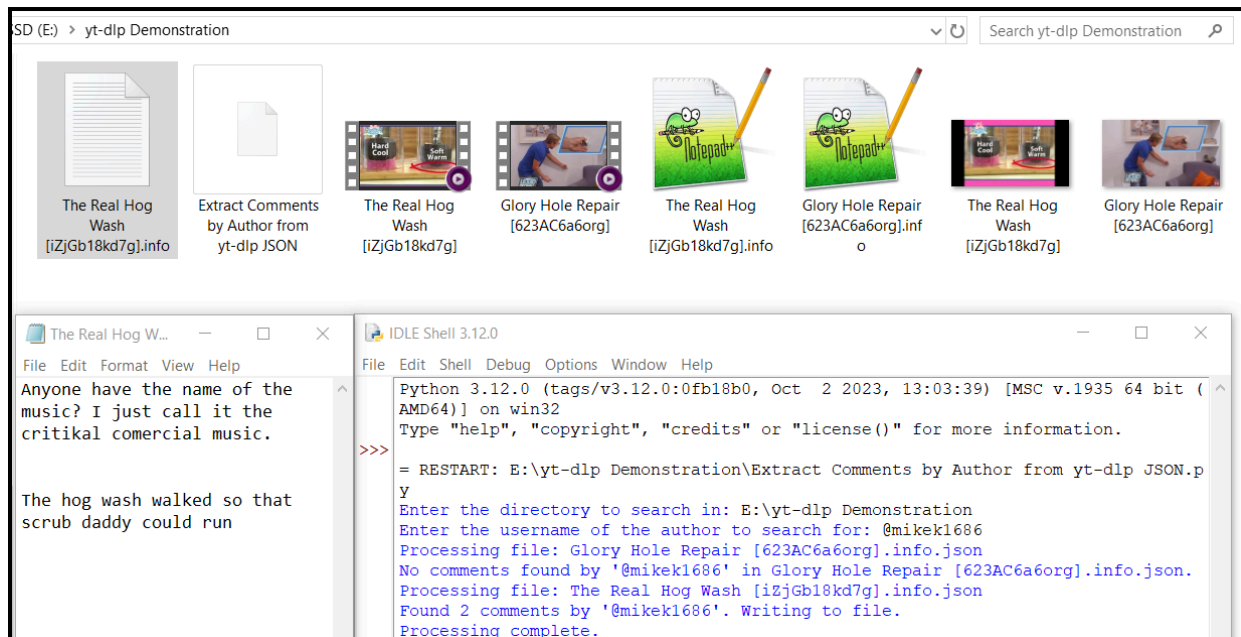 SSD (E:) > yt-dlp Demonstration
Search yt-dlp Demonstration
The Real Hog
Wash
[iZjGb18kd7g].info
Extract Comments
by Author from
yt-dlp JSON
Hard
Cool
Soft
Warm
The Real Hog
Wash
[iZjGb18kd7g]
Glory Hole Repair
[623AC6a6org]
Notepad++
The Real Hog
Wash
[iZjGb18kd7g].info
Notepad++
Glory Hole Repair
[623AC6a6org].inf
o
Hard
Cool
Soft
Warm
The Real Hog
Wash
[iZjGb18kd7g]
Glory Hole Repair
[623AC6a6org]
The Real Hog W...
File Edit Format View Help
Anyone have the name of the
music? I just call it the
critikal comercial music.
The hog wash walked so that
scrub daddy could run
IDLE Shell 3.12.0
File Edit Shell Debug Options Window Help
Python 3.12.0 (tags/v3.12.0:0fb18b0, Oct 2 2023, 13:03:39) [MSC v.1935 64 bit (
AMD64)] on win32
Type "help", "copyright", "credits" or "license()" for more information.
>>>
= RESTART: E:\yt-dlp Demonstration\Extract Comments by Author from yt-dlp JSON.p
y
Enter the directory to search in: E:\yt-dlp Demonstration
Enter the username of the author to search for: @mikek1686
Processing file: Glory Hole Repair [623AC6a6org].info.json
No comments found by '@mikek1686' in Glory Hole Repair [623AC6a6org].info.json.
Processing file: The Real Hog Wash [iZjGb18kd7g].info.json
Found 2 comments by '@mikek1686'. Writing to file.
Processing complete.